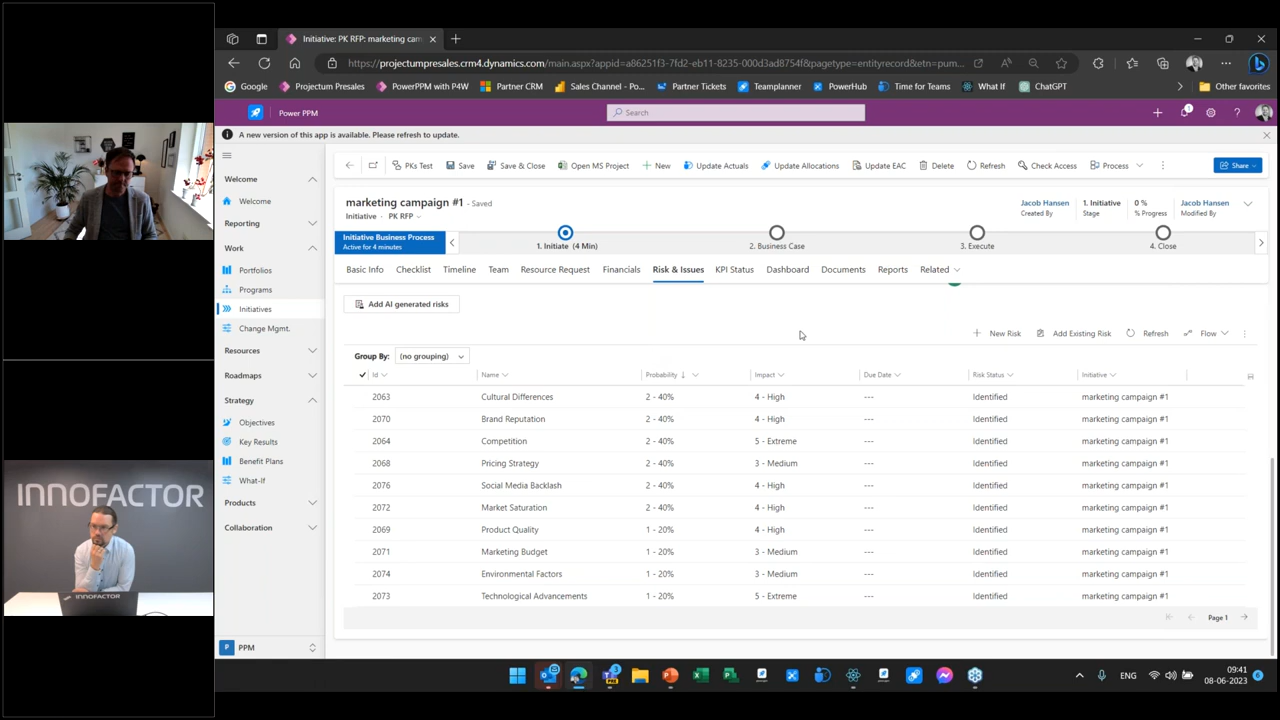 Initiative: PK RFP: marketing cam
https://projectumpresales.crm4.dynamics.com/main.aspx?appid=a86251f3-7fd2-eb11-8235-000d3ad8754f&pagetype=entityrecord&etn=pum...
Google
Projectum Presales
PowerPPM with P4W
Partner CRM
Sales Channel - Po...
Partner Tickets
Teamplanner
PowerHub
Time for Teams
What If
ChatGPT
Other favorites
Power PPM
Search
1
A new version of this app is available. Please refresh to update.
Welcome
Welcome
Reporting
Work
Portfolios
Programs
Initiatives
Change Mgmt.
Resources
Roadmaps
Strategy
Objectives
Key Results
Benefit Plans
What-If
Products
Collaboration
P PPM
PKs Test
Save
Save & Close
Open MS Project
New
Update Actuals
Update Allocations
Update EAC
Delete
Refresh
Check Access
Process
Share
marketing campaign #1 - Saved
Initiative · PK RFP
Jacob Hansen
Created By
1. Initiative
Stage
0 %
% Progress
Jacob Hansen
Modified By
Initiative Business Process
Active for 4 minutes
1. Initiate (4 Min)
2. Business Case
3. Execute
4. Close
Basic Info
Checklist
Timeline
Team
Resource Request
Financials
Risk & Issues
KPI Status
Dashboard
Documents
Reports
Related
Add AI generated risks
New Risk
Add Existing Risk
Refresh
Flow
Group By: (no grouping)
Id Name Probability ↓ Impact Due Date Risk Status Initiative
2063 Cultural Differences 2 - 40% 4 - High --- Identified marketing campaign #1
2070 Brand Reputation 2 - 40% 4 - High --- Identified marketing campaign #1
2064 Competition 2 - 40% 5 - Extreme --- Identified marketing campaign #1
2068 Pricing Strategy 2 - 40% 3 - Medium --- Identified marketing campaign #1
2076 Social Media Backlash 2 - 40% 4 - High --- Identified marketing campaign #1
2072 Market Saturation 2 - 40% 4 - High --- Identified marketing campaign #1
2069 Product Quality 1 - 20% 4 - High --- Identified marketing campaign #1
2071 Marketing Budget 1 - 20% 3 - Medium --- Identified marketing campaign #1
2074 Environmental Factors 1 - 20% 3 - Medium --- Identified marketing campaign #1
2073 Technological Advancements 1 - 20% 5 - Extreme --- Identified marketing campaign #1
Page 1
INNOFACTOR
INNOFACTOR
ENG
09:41
08-06-2023
6